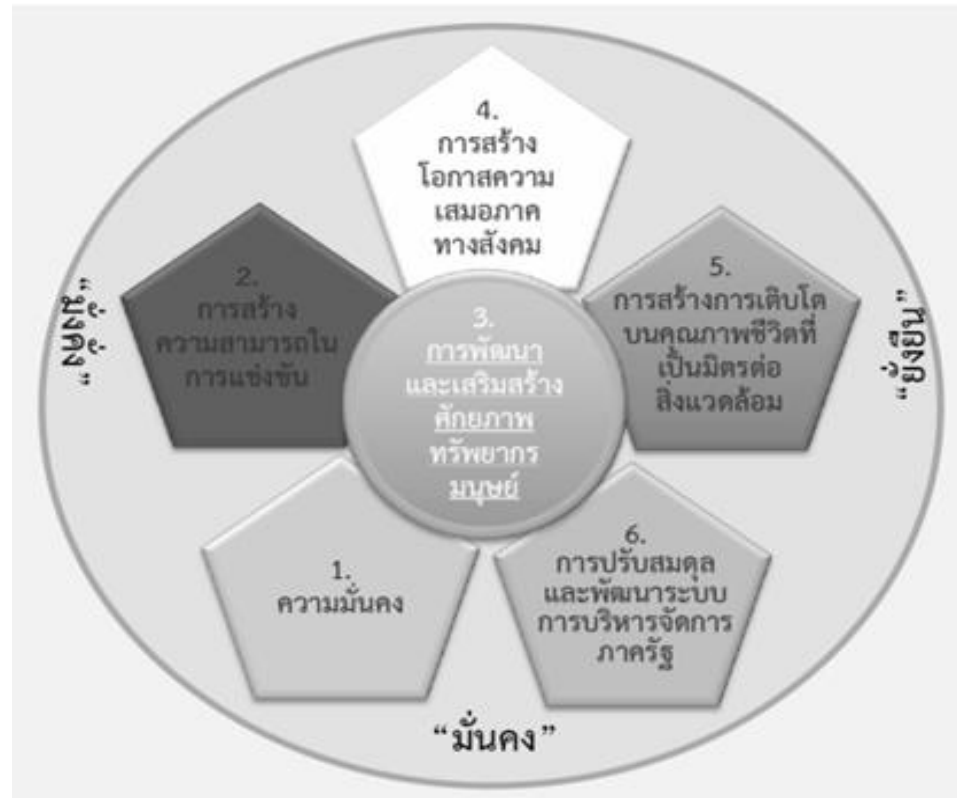 4.
การสร้าง
โอกาสความ
เสมอภาค
ทางสังคม
2.
การสร้าง
ความสามารถใน
การแข่งขัน
5.
การสร้างการเติบโต
บนคุณภาพชีวิตที่
เป็นมิตรต่อ
สิ่งแวดล้อม
3.
การพัฒนา
และเสริมสร้าง
ศักยภาพ
ทรัพยากร
มนุษย์
1.
ความมั่นคง
6.
การปรับสมดุล
และพัฒนาระบบ
การบริหารจัดการ
ภาครัฐ
“มั่งคั่ง”
“ยั่งยืน”
“มั่นคง”